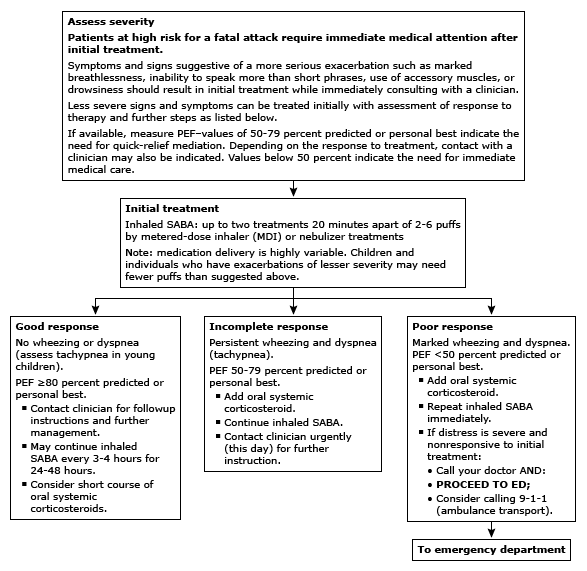 Assess severity
Patients at high risk for a fatal attack require immediate medical attention after
initial treatment.
Symptoms and signs suggestive of a more serious exacerbation such as marked
breathlessness, inability to speak more than short phrases, use of accessory muscles, or
drowsiness should result in initial treatment while immediately consulting with a clinician.
Less severe signs and symptoms can be treated initially with assessment of response to
therapy and further steps as listed below.
If available, measure PEF–values of 50-79 percent predicted or personal best indicate the
need for quick-relief mediation. Depending on the response to treatment, contact with a
clinician may also be indicated. Values below 50 percent indicate the need for immediate
medical care.
Initial treatment
Inhaled SABA: up to two treatments 20 minutes apart of 2-6 puffs
by metered-dose inhaler (MDI) or nebulizer treatments
Note: medication delivery is highly variable. Children and
individuals who have exacerbations of lesser severity may need
fewer puffs than suggested above.
Good response
No wheezing or dyspnea
(assess tachypnea in young
children).
PEF ≥80 percent predicted or
personal best.
▪ Contact clinician for followup
instructions and further
management.
▪ May continue inhaled
SABA every 3-4 hours for
24-48 hours.
▪ Consider short course of
oral systemic
corticosteroids.
Incomplete response
Persistent wheezing and dyspnea
(tachypnea).
PEF 50-79 percent predicted or
personal best.
▪ Add oral systemic
corticosteroid.
▪ Continue inhaled SABA.
▪ Contact clinician urgently
(this day) for further
instruction.
Poor response
Marked wheezing and dyspnea.
PEF <50 percent predicted or
personal best.
▪ Add oral systemic
corticosteroid.
▪ Repeat inhaled SABA
immediately.
▪ If distress is severe and
nonresponsive to initial
treatment:
• Call your doctor AND:
• PROCEED TO ED;
• Consider calling 9-1-1
(ambulance transport).
To emergency department